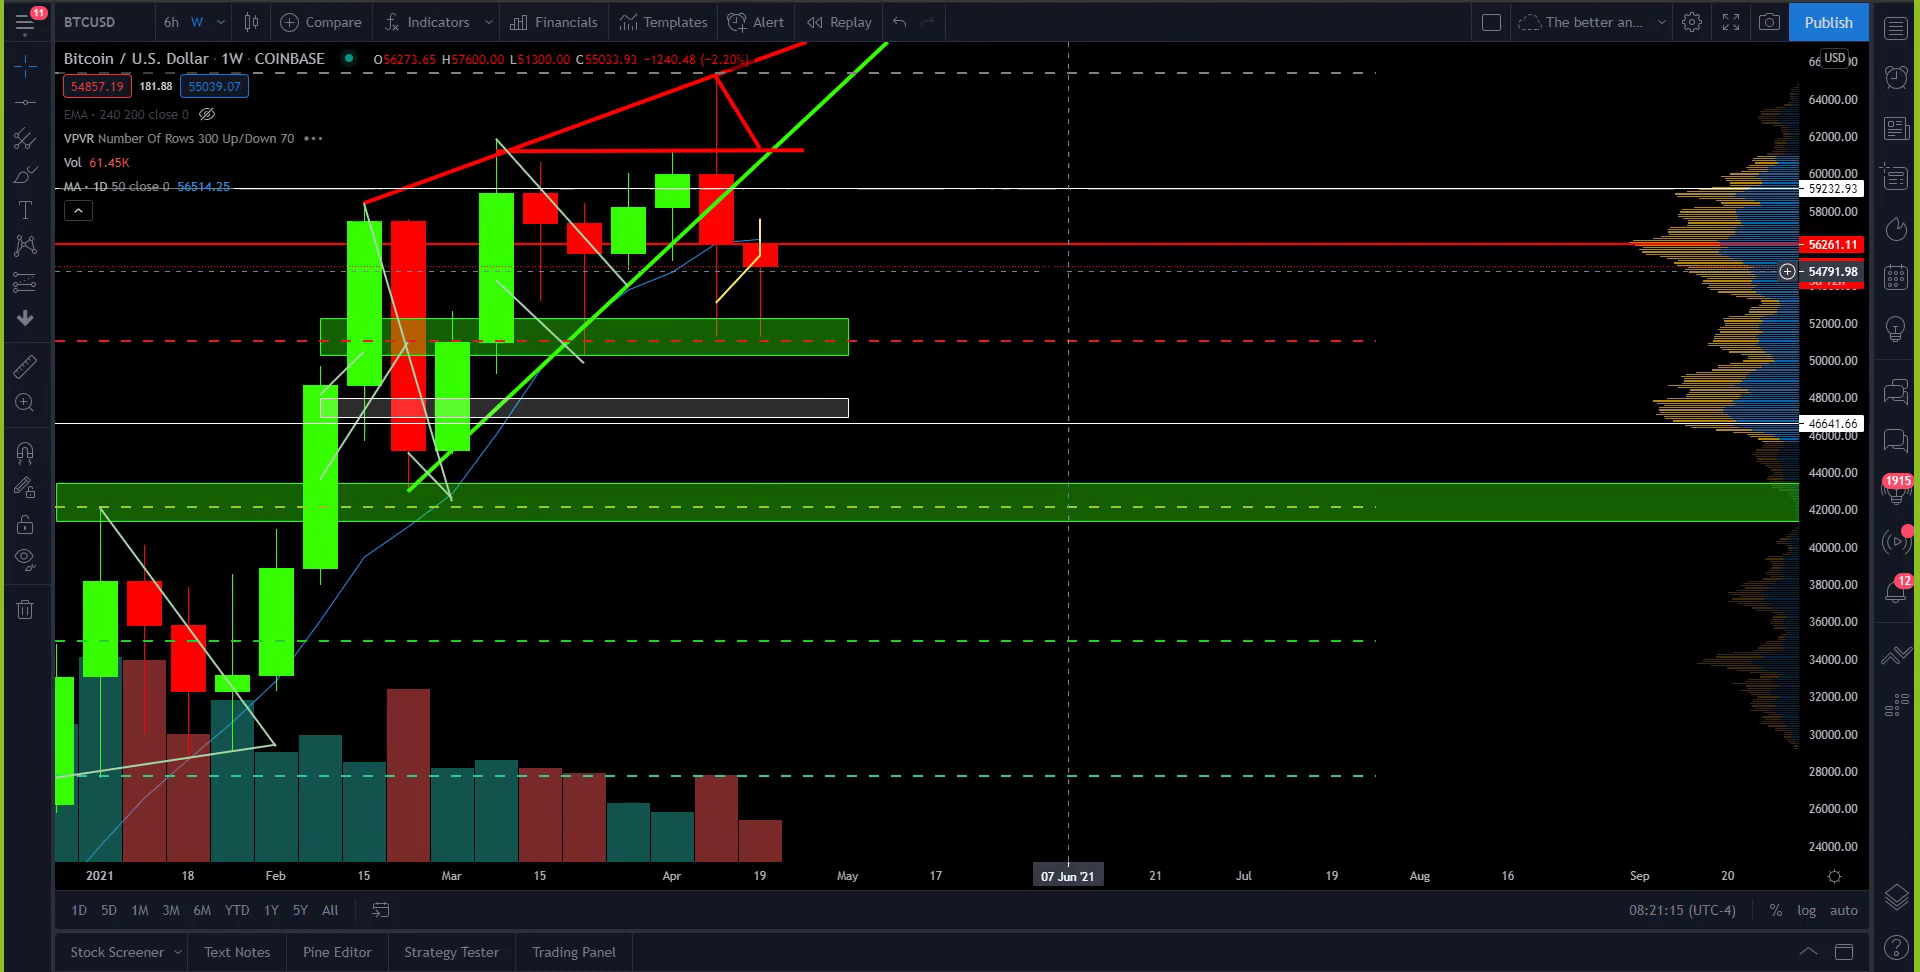 11
BTCUSD
6h W
Compare
Indicators
Financials
Templates
Alert
Replay
The better an...
Publish
Bitcoin / U.S. Dollar · 1W · COINBASE
O56273.65 H57600.00 L51300.00 C55033.93 −1240.48 (−2.20%)
54857.19 181.88 55039.07
EMA · 240 200 close 0
VPVR Number Of Rows 300 Up/Down 70
Vol 61.45K
MA · 1D 50 close 0 56514.25
USD
64000.00
62000.00
60000.00
59232.93
58000.00
56261.11
54791.98
52000.00
50000.00
48000.00
46641.66
46000.00
44000.00
42000.00
40000.00
38000.00
36000.00
34000.00
32000.00
30000.00
28000.00
26000.00
24000.00
1915
12
2021 18 Feb 15 Mar 15 Apr 19 May 17 07 Jun '21 21 Jul 19 Aug 16 Sep 20
1D 5D 1M 3M 6M YTD 1Y 5Y All
08:21:15 (UTC-4) % log auto
Stock Screener Text Notes Pine Editor Strategy Tester Trading Panel